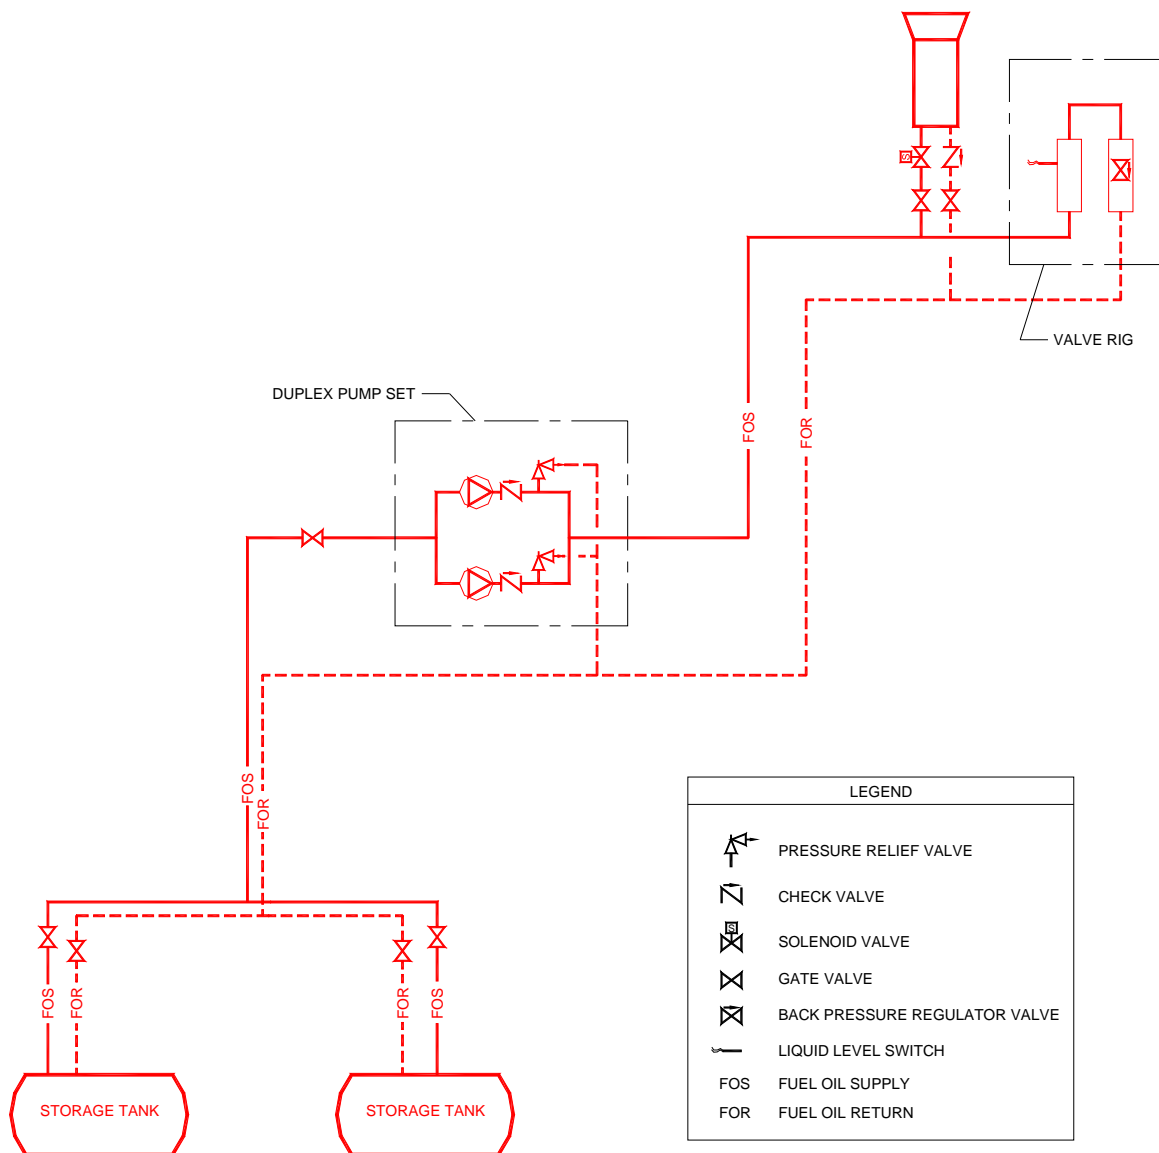 S
VALVE RIG
DUPLEX PUMP SET
FOS
FOR
FOS
FOR
FOS
FOR
FOR
FOS
STORAGE TANK
STORAGE TANK
LEGEND
PRESSURE RELIEF VALVE
CHECK VALVE
S
SOLENOID VALVE
GATE VALVE
BACK PRESSURE REGULATOR VALVE
LIQUID LEVEL SWITCH
FOS FUEL OIL SUPPLY
FOR FUEL OIL RETURN